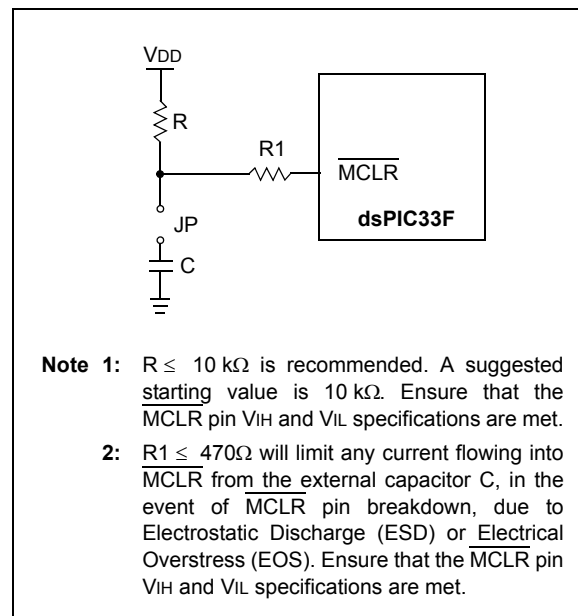 VDD
R
R1
MCLR
dsPIC33F
JP
C
Note 1: R ≤ 10 kΩ is recommended. A suggested
starting value is 10 kΩ. Ensure that the
MCLR pin VIH and VIL specifications are met.
2: R1 ≤ 470Ω will limit any current flowing into
MCLR from the external capacitor C, in the
event of MCLR pin breakdown, due to
Electrostatic Discharge (ESD) or Electrical
Overstress (EOS). Ensure that the MCLR pin
VIH and VIL specifications are met.